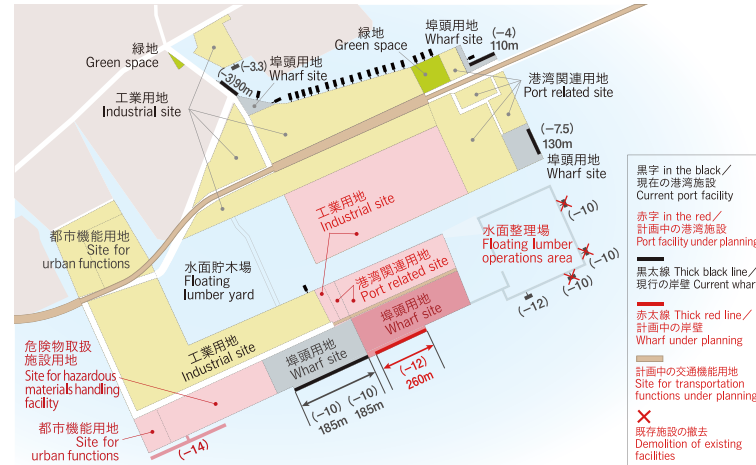 緑地
Green space
(-3.3)
(-3)90m
埠頭用地
Wharf site
緑地
Green space
埠頭用地
Wharf site
(-4)
110m
港湾関連用地
Port related site
工業用地
Industrial site
(-7.5)
130m
埠頭用地
Wharf site
工業用地
Industrial site
都市機能用地
Site for
urban functions
水面貯木場
Floating
lumber yard
港湾関連用地
Port related site
水面整理場
Floating lumber
operations area
(-10)
(-10)
(-10)
(-12)
工業用地
Industrial site
埠頭用地
Wharf site
埠頭用地
Wharf site
(-12)
260m
(-10)
185m
(-10)
185m
危険物取扱
施設用地
Site for hazardous
materials handling
facility
都市機能用地
Site for
urban functions
(-14)
黒字 in the black／
現在の港湾施設
Current port facility
赤字 in the red／
計画中の港湾施設
Port facility under planning
黒太線 Thick black line／
現行の岸壁 Current whar
赤太線 Thick red line／
計画中の岸壁
Wharf under planning
計画中の交通機能用地
Site for transportation
functions under planning
既存施設の撤去
Demolition of existing
facilities